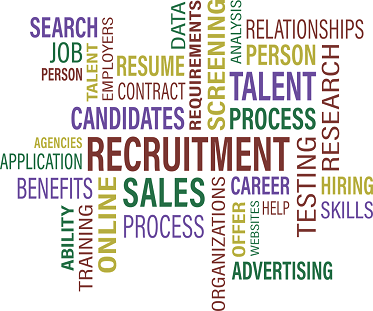 SEARCH
JOB
PERSON
TALENT
EMPLOYERS
RESUME
CONTRACT
DATA
REQUIREMENTS
SCREENING
ANALYSIS
RELATIONSHIPS
PERSON
TALENT
PROCESS
RESEARCH
CANDIDATES
AGENCIES
APPLICATION
RECRUITMENT
TESTING
BENEFITS
ONLINE
SALES
PROCESS
ORGANIZATIONS
CAREER
OFFER
WEBSITES
HELP
HIRING
SKILLS
ABILITY
TRAINING
ADVERTISING